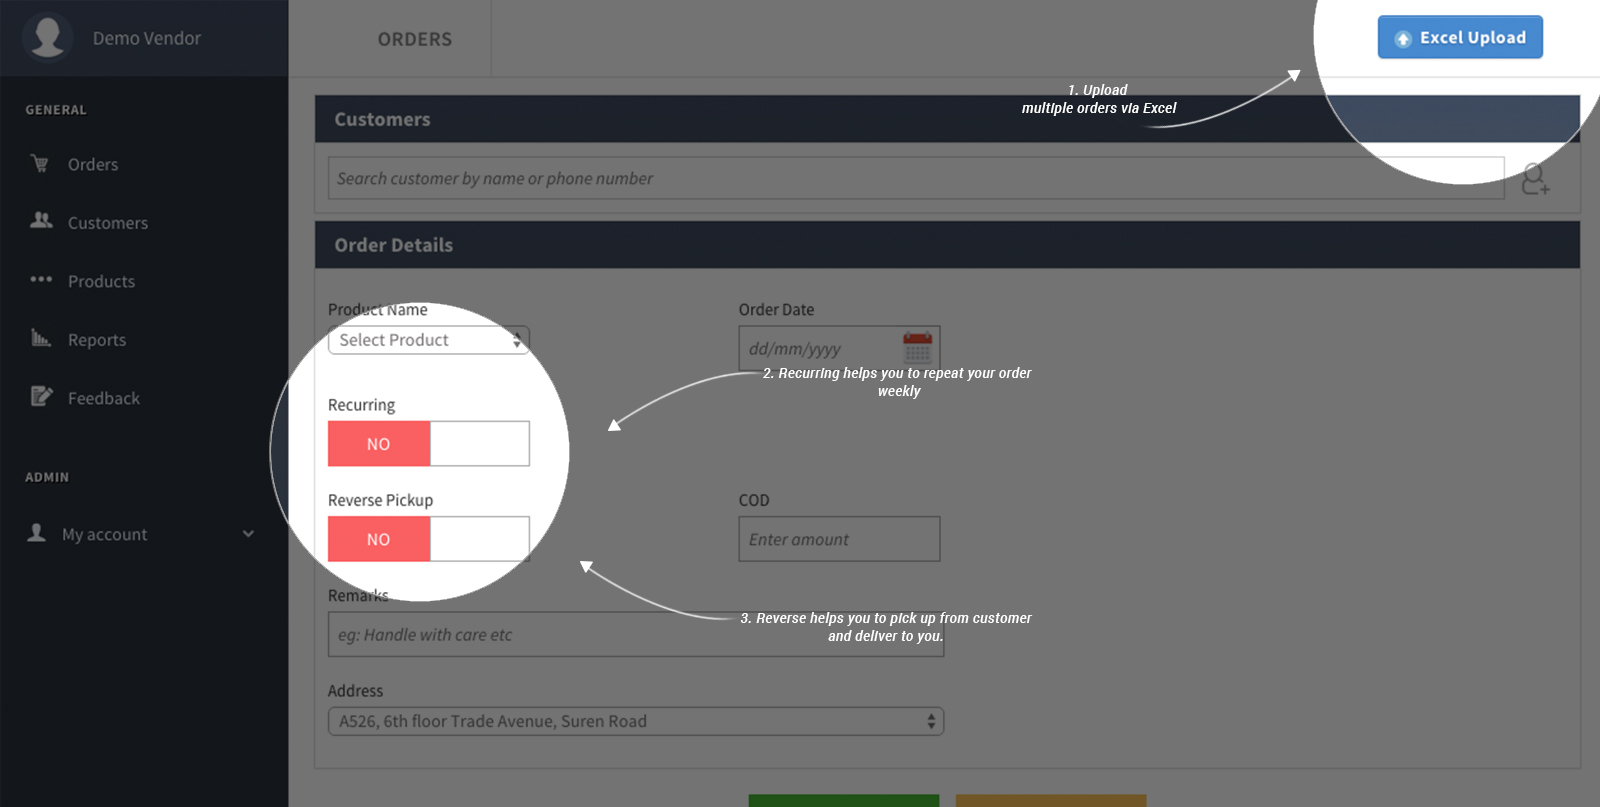 Demo Vendor
ORDERS
Excel Upload
1. Upload
multiple orders via Excel
GENERAL
Orders
Customers
Products
Reports
Feedback
ADMIN
My account
Customers
Search customer by name or phone number
Order Details
Product Name
Select Product
Order Date
dd/mm/yyyy
2. Recurring helps you to repeat your order
weekly
Recurring
NO
Reverse Pickup
NO
COD
Enter amount
Remarks
eg: Handle with care etc
3. Reverse helps you to pick up from customer
and deliver to you.
Address
A526, 6th floor Trade Avenue, Suren Road